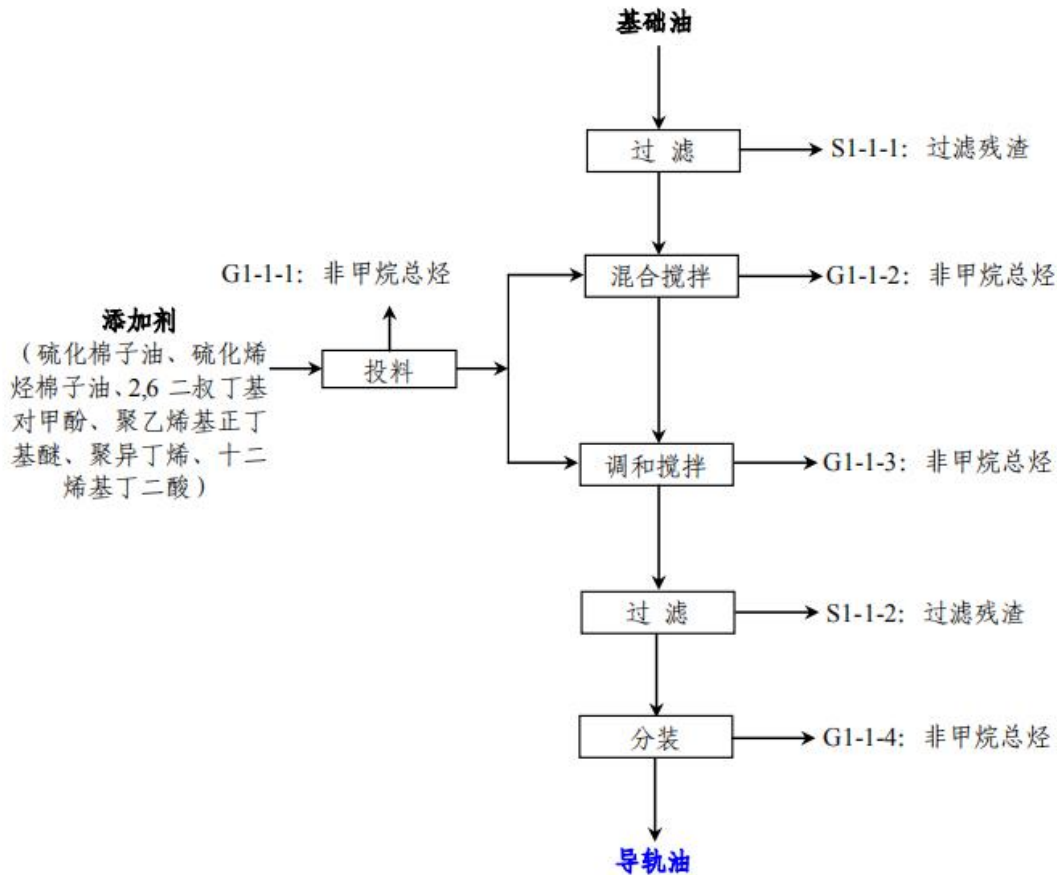 基础油
过 滤
S1-1-1：过滤残渣
G1-1-1：非甲烷总烃
混合搅拌
G1-1-2：非甲烷总烃
添加剂
（硫化棉子油、硫化烯
烃棉子油、2,6 二叔丁基
对甲酚、聚乙烯基正丁
基醚、聚异丁烯、十二
烯基丁二酸）
投料
调和搅拌
G1-1-3：非甲烷总烃
过 滤
S1-1-2：过滤残渣
分装
G1-1-4：非甲烷总烃
导轨油